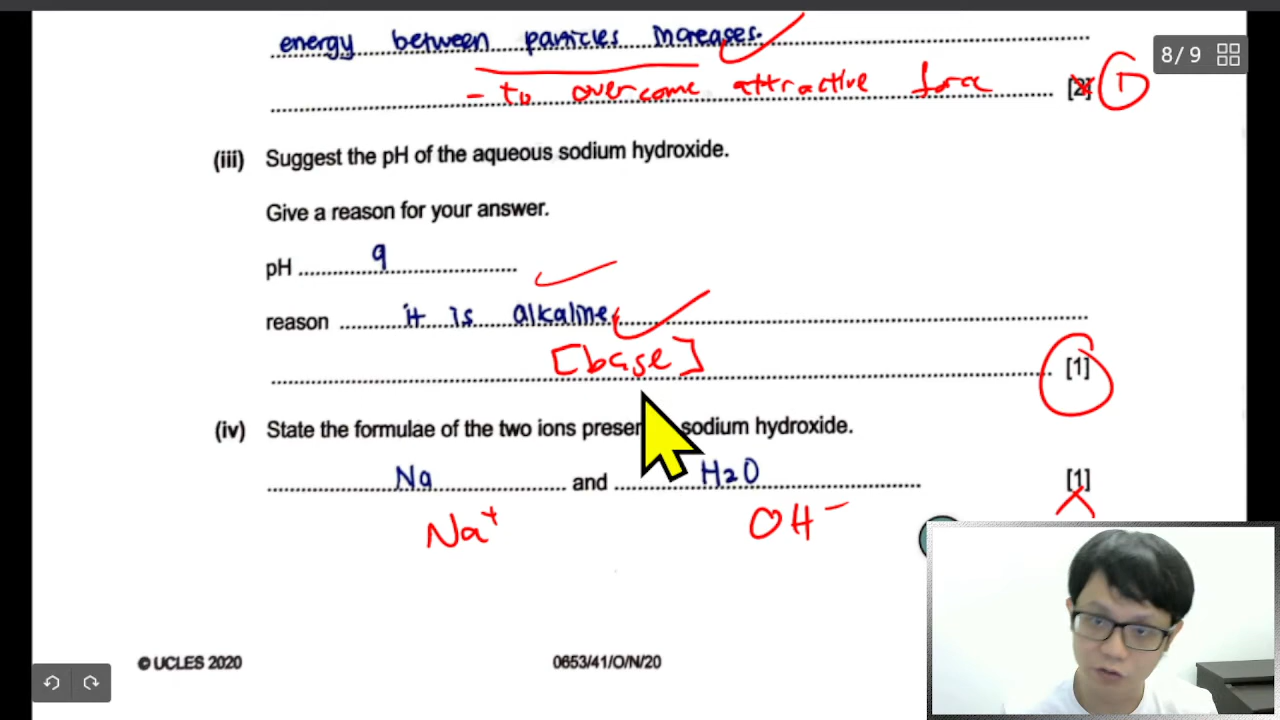 energy between particles increases.
8/9
- to overcome attractive force [2] 1
(iii) Suggest the pH of the aqueous sodium hydroxide.
Give a reason for your answer.
pH 9
reason it is alkaline
[base] [1]
(iv) State the formulae of the two ions sodium hydroxide.
Na and H2O [1]
Na+ OH-
© UCLES 2020 0653/41/O/N/20